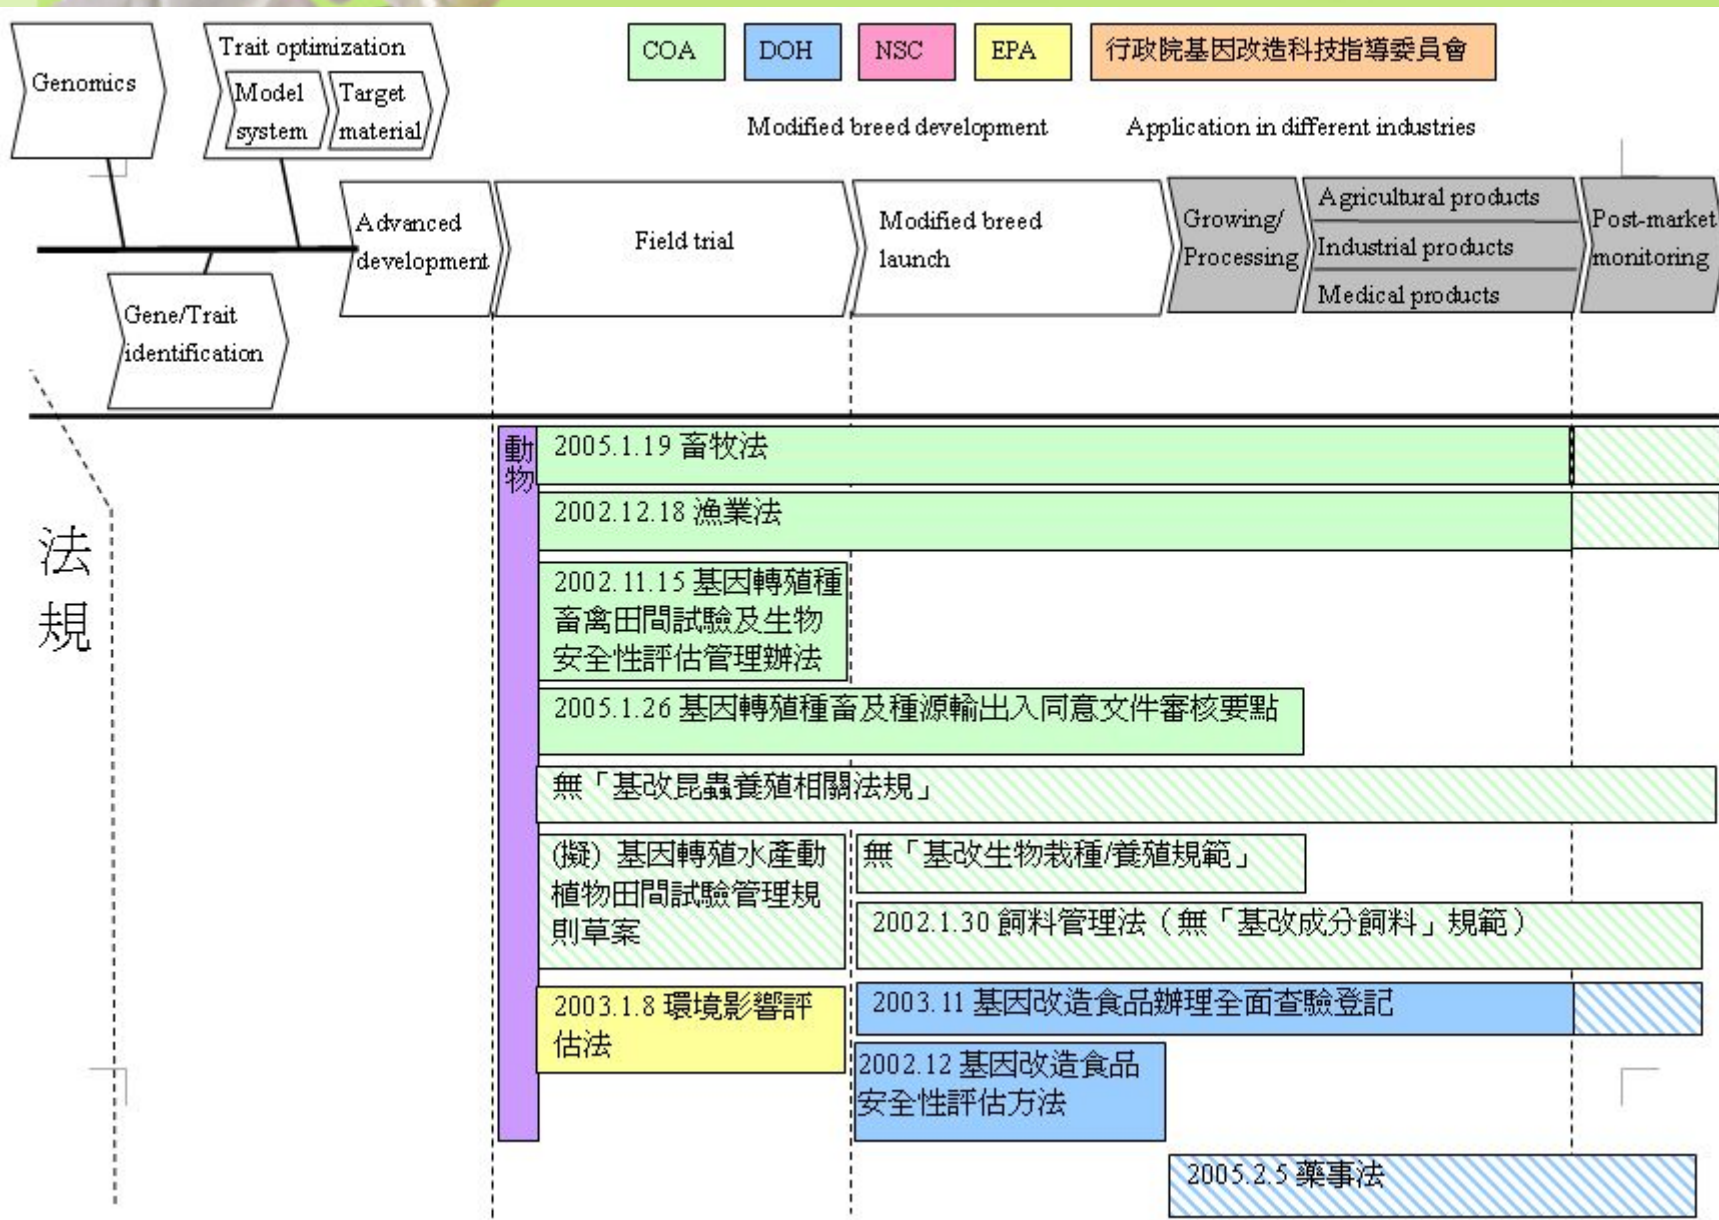 Genomics
Trait optimization
Model
system
Target
material
COA
DOH
NSC
EPA
行政院基因改造科技指導委員會
Modified breed development
Application in different industries
Advanced
development
Field trial
Modified breed
launch
Growing/
Processing
Agricultural products
Industrial products
Medical products
Post-market
monitoring
Gene/Trait
identification
法
規
動
物
2005.1.19 畜牧法
2002.12.18 漁業法
2002.11.15 基因轉殖種
畜禽田間試驗及生物
安全性評估管理辦法
2005.1.26 基因轉殖種畜及種源輸出入同意文件審核要點
無「基改昆蟲養殖相關法規」
(擬) 基因轉殖水產動
植物田間試驗管理規
則草案
無「基改生物栽種/養殖規範」
2002.1.30 飼料管理法（無「基改成分飼料」規範）
2003.1.8 環境影響評
估法
2003.11 基因改造食品辦理全面查驗登記
2002.12 基因改造食品
安全性評估方法
2005.2.5 藥事法